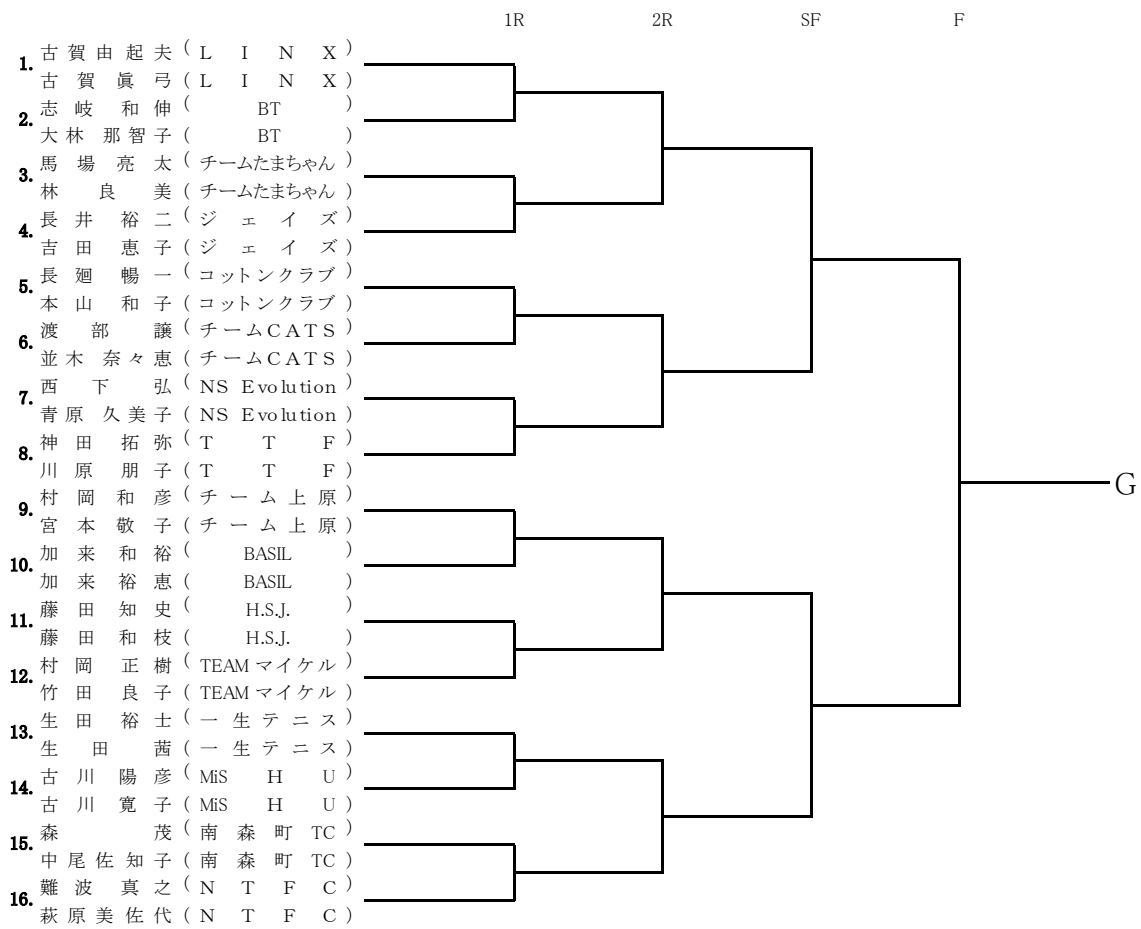 1R 2R SF F
1.
古賀由起夫(LINX)
古賀眞弓(LINX)
2.
志岐和伸(BT)
大林那智子(BT)
3.
馬場亮太(チームたまちゃん)
林良美(チームたまちゃん)
4.
長井裕二(ジェイズ)
吉田恵子(ジェイズ)
5.
長廻暢一(コットンクラブ)
本山和子(コットンクラブ)
6.
渡部譲(チームCATS)
並木奈々恵(チームCATS)
7.
西下弘(NS Evolution)
青原久美子(NS Evolution)
8.
神田拓弥(TTF)
川原朋子(TTF)
G
9.
村岡和彦(チーム上原)
宮本敬子(チーム上原)
10.
加来和裕(BASIL)
加来裕恵(BASIL)
11.
藤田知史(H.S.J.)
藤田和枝(H.S.J.)
12.
村岡正樹(TEAMマイケル)
竹田良子(TEAMマイケル)
13.
生田裕士(一生テニス)
生田茜(一生テニス)
14.
古川陽彦(MiS H U)
古川寛子(MiS H U)
15.
森茂(南森町TC)
中尾佐知子(南森町TC)
16.
難波真之(NTFC)
萩原美佐代(NTFC)